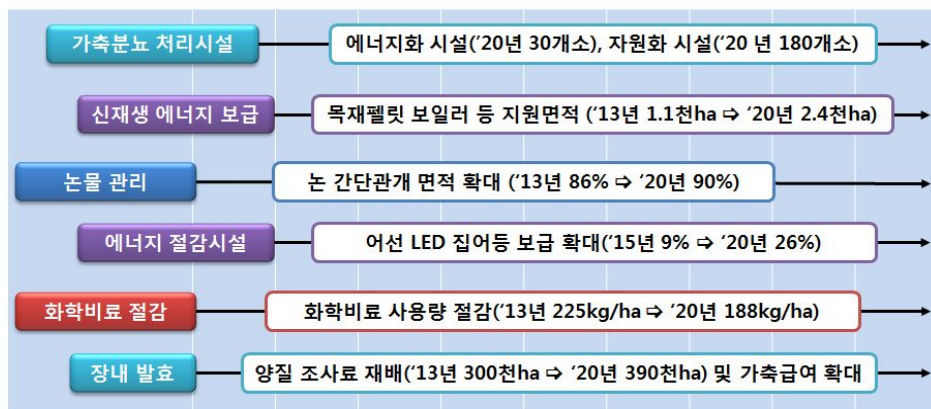 가축분뇨 처리시설
에너지화 시설(‘20년 30개소), 자원화 시설(‘20 년 180개소)
신재생 에너지 보급
목재펠릿 보일러 등 지원면적 (‘13년 1.1천ha ⇨ ‘20년 2.4천ha)
논물 관리
논 간단관개 면적 확대 (‘13년 86% ⇨ ‘20년 90%)
에너지 절감시설
어선 LED 집어등 보급 확대(‘15년 9% ⇨ ‘20년 26%)
화학비료 절감
화학비료 사용량 절감(‘13년 225kg/ha ⇨ ‘20년 188kg/ha)
장내 발효
양질 조사료 재배(‘13년 300천ha ⇨ ‘20년 390천ha) 및 가축급여 확대